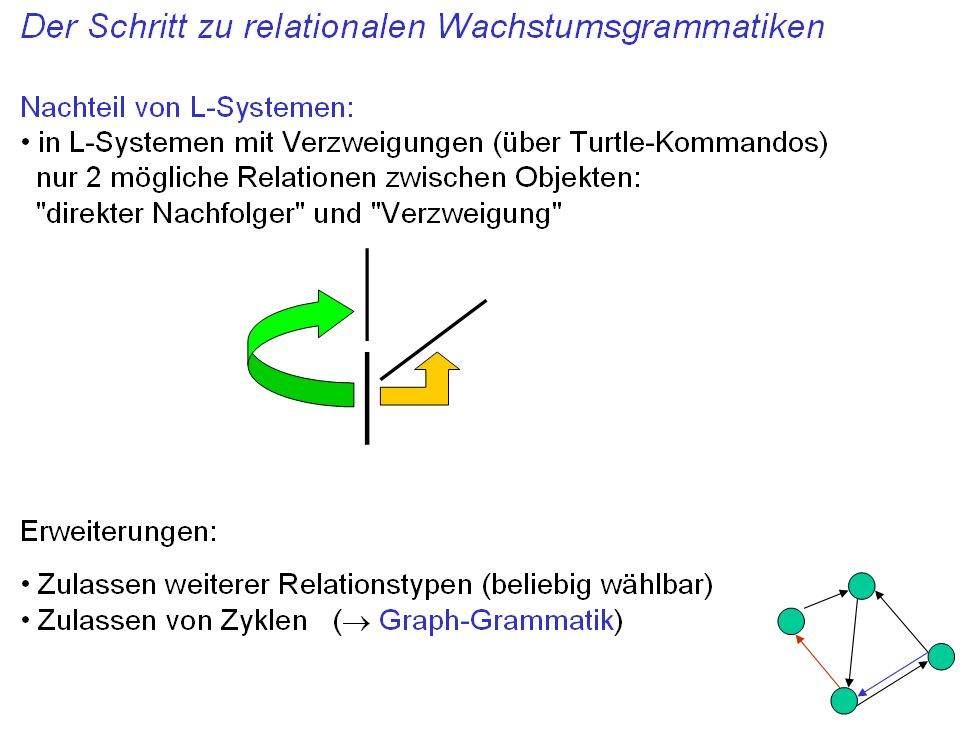 Der Schritt zu relationalen Wachstumsgrammatiken
Nachteil von L-Systemen:
• in L-Systemen mit Verzweigungen (über Turtle-Kommandos)
nur 2 mögliche Relationen zwischen Objekten:
"direkter Nachfolger" und "Verzweigung"
Erweiterungen:
• Zulassen weiterer Relationstypen (beliebig wählbar)
• Zulassen von Zyklen (→ Graph-Grammatik)